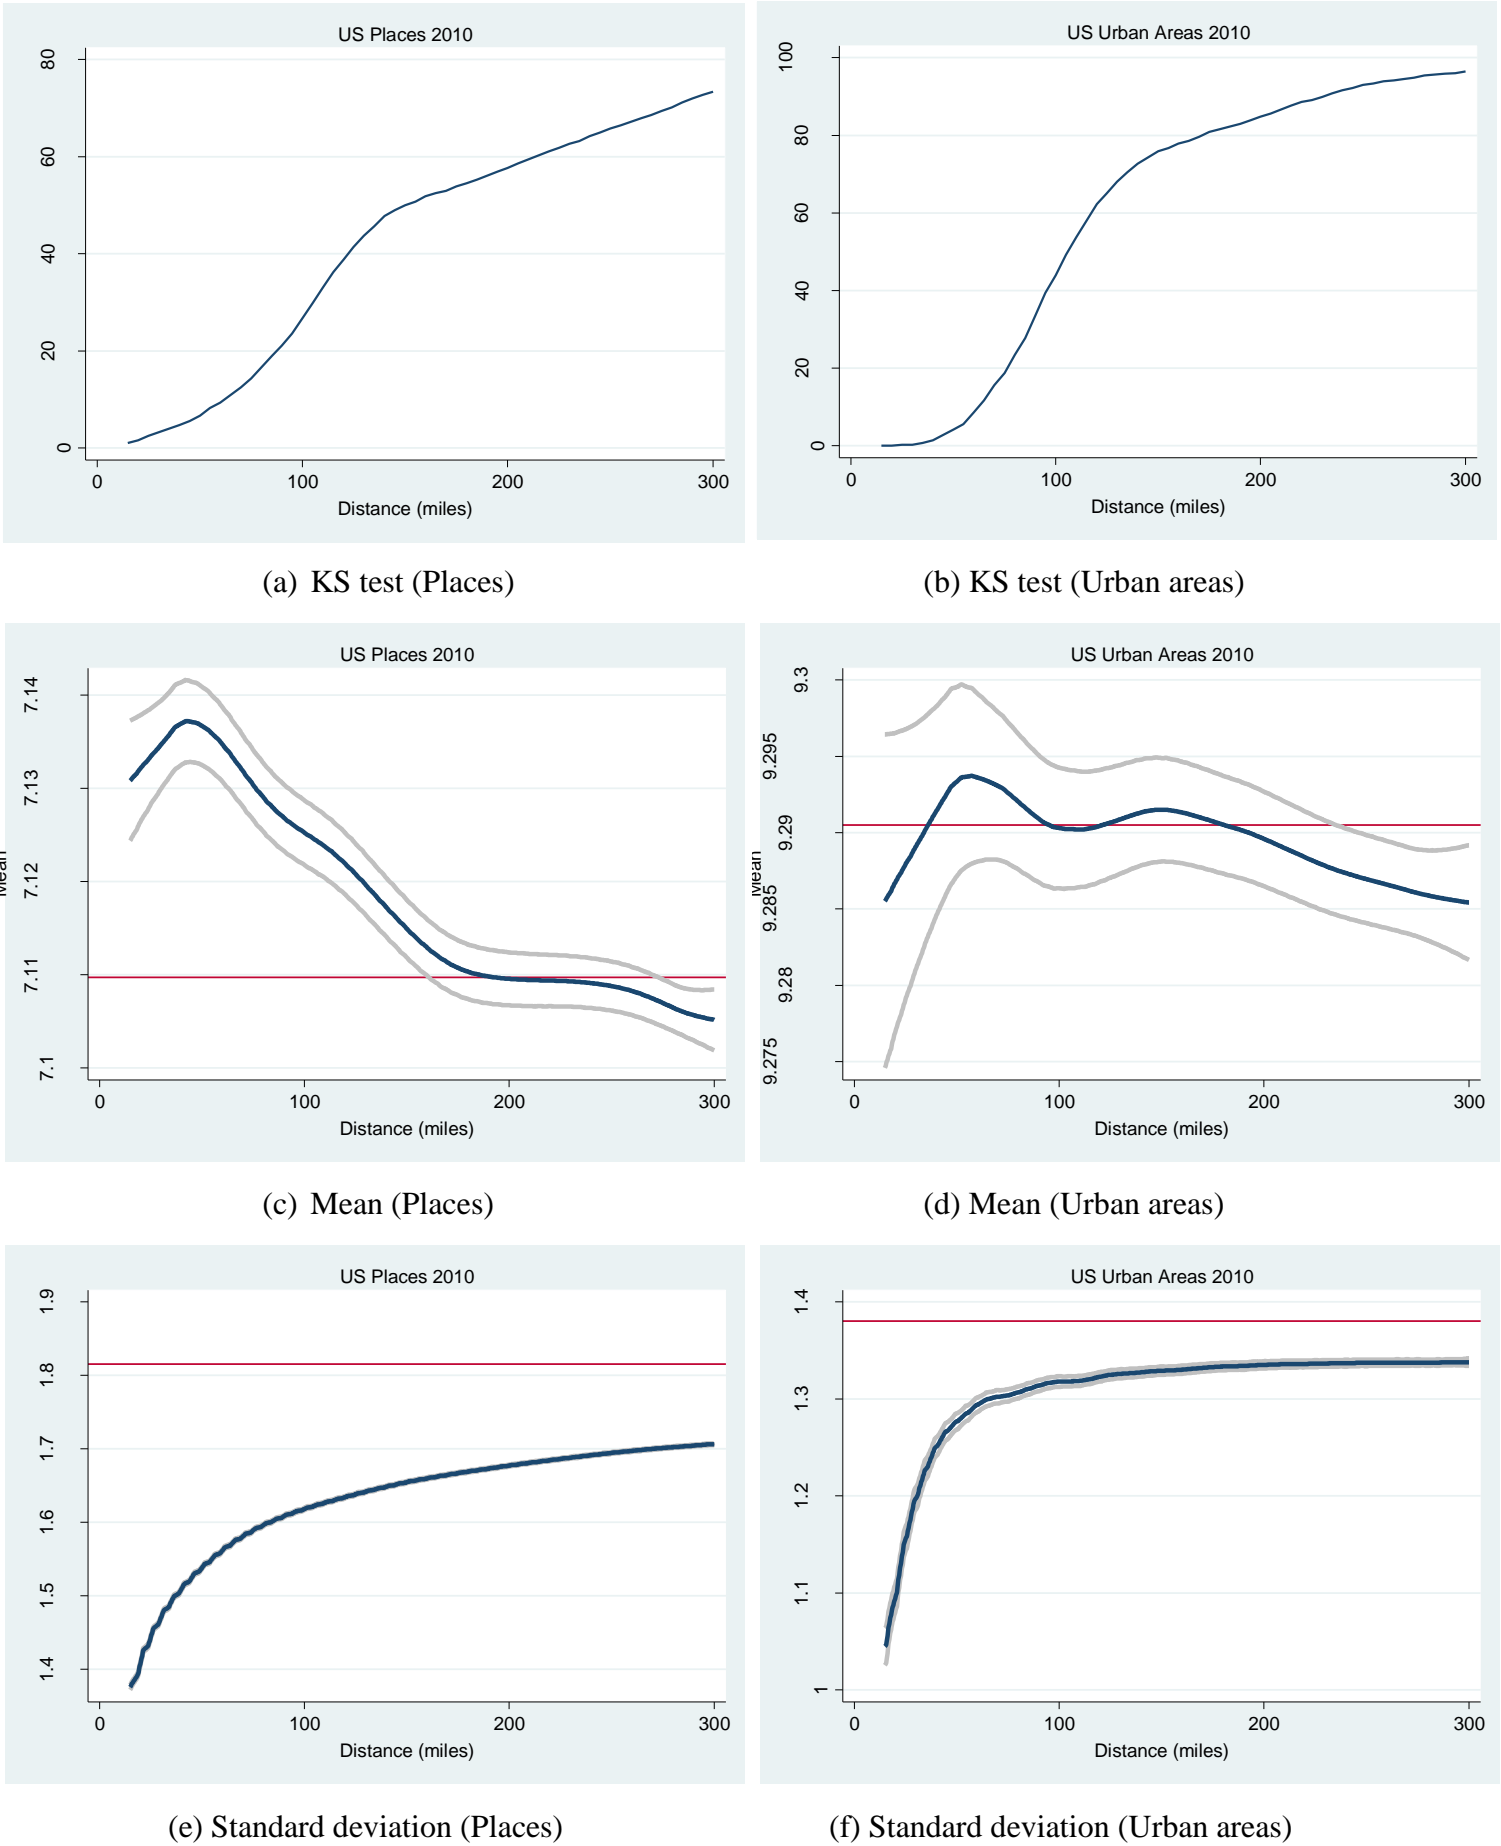 US Places 2010
80
60
40
20
0
0 100 200 300
Distance (miles)
US Urban Areas 2010
100
80
60
40
20
0
0 100 200 300
Distance (miles)
(a) KS test (Places)
(b) KS test (Urban areas)
US Places 2010
Mean
7.14
7.13
7.12
7.11
7.1
0 100 200 300
Distance (miles)
US Urban Areas 2010
Mean
9.3
9.295
9.29
9.285
9.28
9.275
0 100 200 300
Distance (miles)
(c) Mean (Places)
(d) Mean (Urban areas)
US Places 2010
1.9
1.8
1.7
1.6
1.5
1.4
0 100 200 300
Distance (miles)
US Urban Areas 2010
1.4
1.3
1.2
1.1
1
0 100 200 300
Distance (miles)
(e) Standard deviation (Places)
(f) Standard deviation (Urban areas)